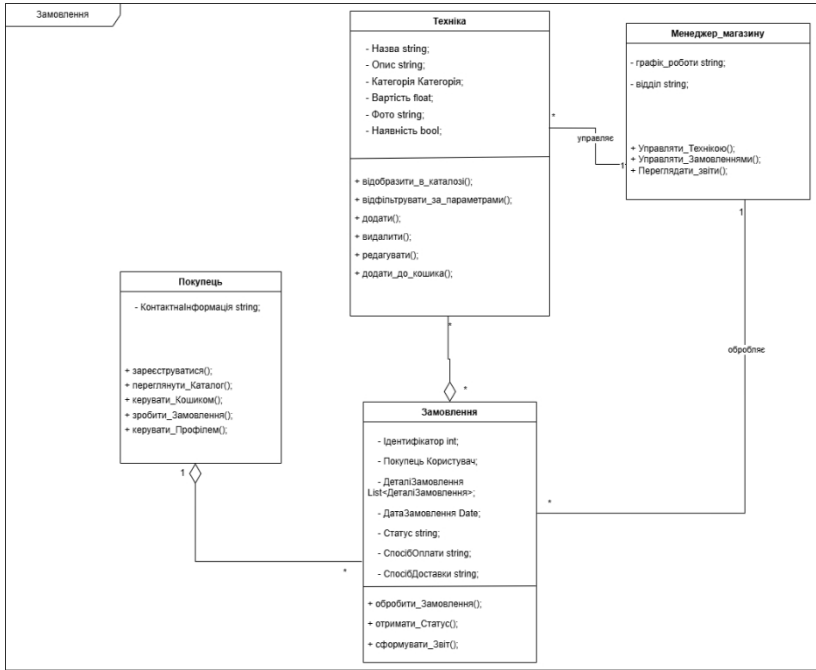 Замовлення
Техніка
- Назва string;
- Опис string;
- Категорія Категорія;
- Вартість float;
- Фото string;
- Наявність bool;
+ відобразити_в_каталозі();
+ відфільтрувати_за_параметрами();
+ додати();
+ видалити();
+ редагувати();
+ додати_до_кошика();
Менеджер_магазину
- графік_роботи string;
- відділ string;
+ Управляти_Технікою();
+ Управляти_Замовленнями();
+ Переглядати_звіти();
*
управляє
1
1
обробляє
*
Покупець
- КонтактнаІнформація string;
+ зареєструватися();
+ переглянути_Каталог();
+ керувати_Кошиком();
+ зробити_Замовлення();
+ керувати_Профілем();
1
*
*
*
Замовлення
- Ідентифікатор int;
- Покупець Користувач;
- ДеталіЗамовлення
List<ДеталіЗамовлення>;
- ДатаЗамовлення Date;
- Статус string;
- СпосібОплати string;
- СпосібДоставки string;
+ обробити_Замовлення();
+ отримати_Статус();
+ сформувати_Звіт();